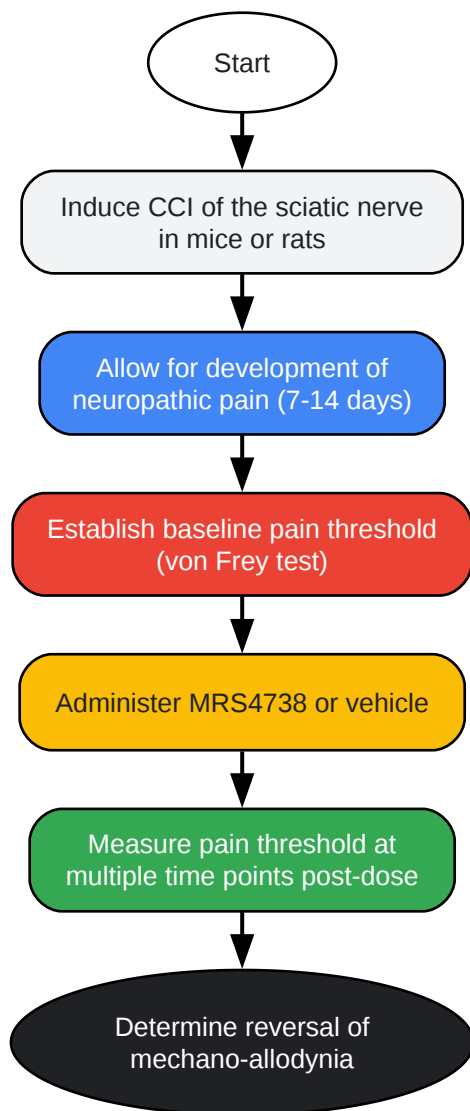 Start
Induce CCI of the sciatic nerve
in mice or rats
Allow for development of
neuropathic pain (7-14 days)
Establish baseline pain threshold
(von Frey test)
Administer MRS4738 or vehicle
Measure pain threshold at
multiple time points post-dose
Determine reversal of
mechano-allodynia